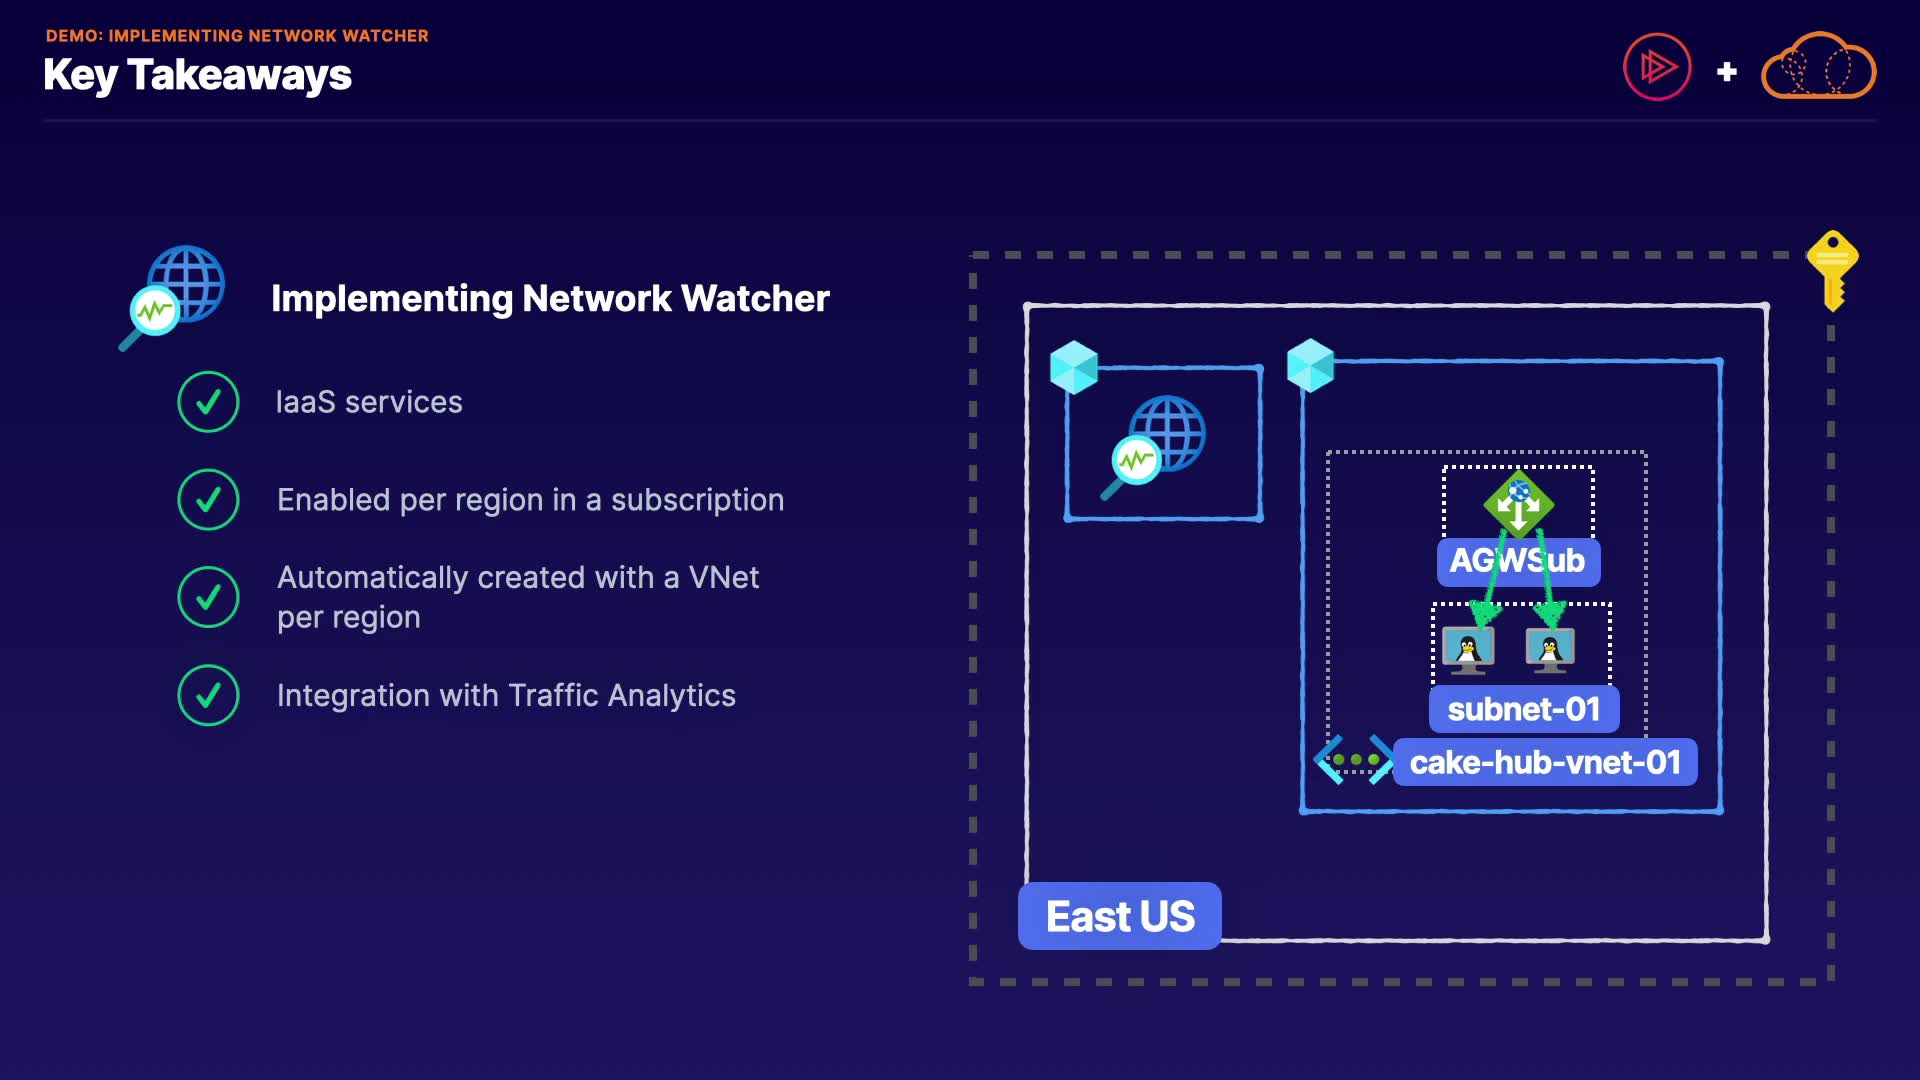 DEMO: IMPLEMENTING NETWORK WATCHER
Key Takeaways
Implementing Network Watcher
IaaS services
Enabled per region in a subscription
Automatically created with a VNet
per region
Integration with Traffic Analytics
AGWSub
subnet-01
cake-hub-vnet-01
East US